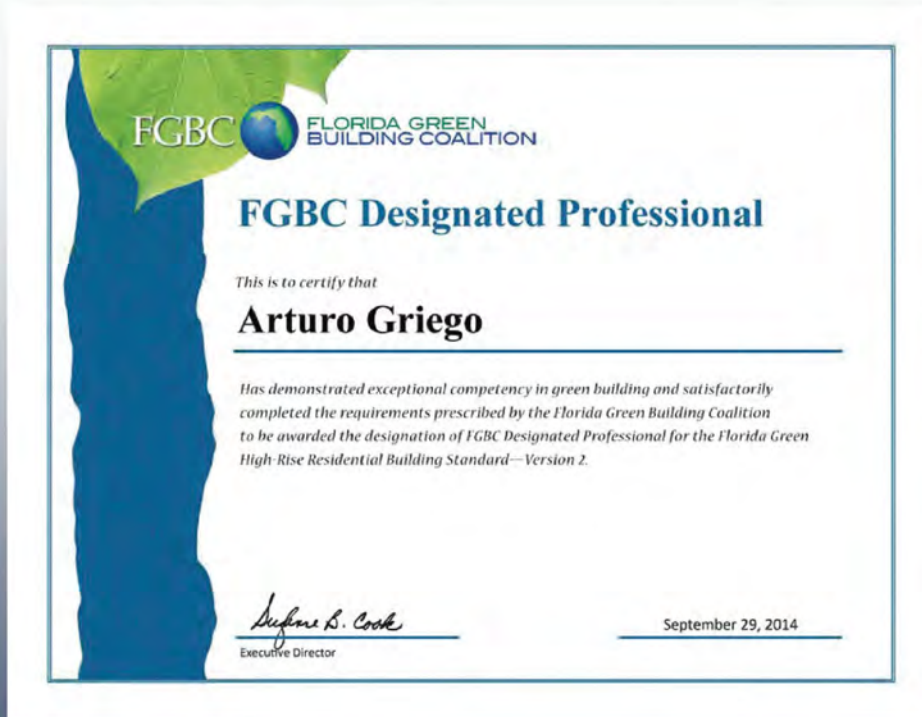 FGBC FLORIDA GREEN
BUILDING COALITION
FGBC Designated Professional
This is to certify that
Arturo Griego
Has demonstrated exceptional competency in green building and satisfactorily
completed the requirements prescribed by the Florida Green Building Coalition
to be awarded the designation of FGBC Designated Professional for the Florida Green
High-Rise Residential Building Standard—Version 2.
B. Cook
September 29, 2014
Executive Director